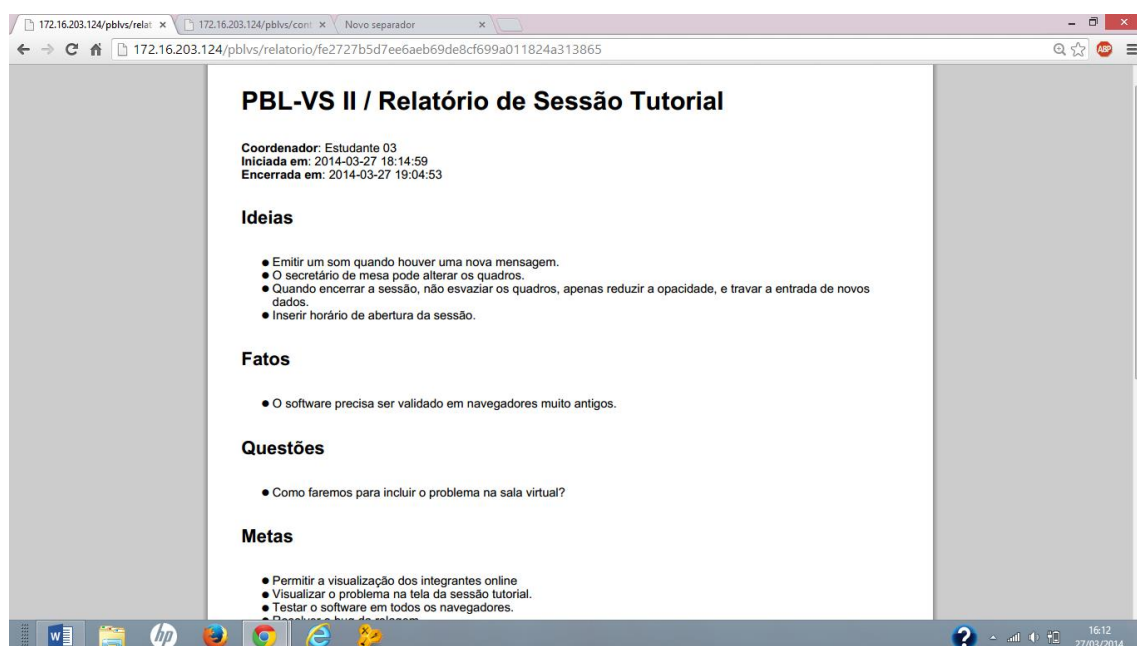 172.16.203.124/pblvs/relat
172.16.203.124/pblvs/cont
Novo separador
172.16.203.124/pblvs/relatorio/fe2727b5d7ee6aeb69de8cf699a011824a313865
ABP
PBL-VS II / Relatório de Sessão Tutorial
Coordenador: Estudante 03
Iniciada em: 2014-03-27 18:14:59
Encerrada em: 2014-03-27 19:04:53
Ideias
● Emitir um som quando houver uma nova mensagem.
● O secretário de mesa pode alterar os quadros.
● Quando encerrar a sessão, não esvaziar os quadros, apenas reduzir a opacidade, e travar a entrada de novos
dados.
● Inserir horário de abertura da sessão.
Fatos
● O software precisa ser validado em navegadores muito antigos.
Questões
● Como faremos para incluir o problema na sala virtual?
Metas
● Permitir a visualização dos integrantes online
● Visualizar o problema na tela da sessão tutorial.
● Testar o software em todos os navegadores.
W
hp
16:12
27/03/2014